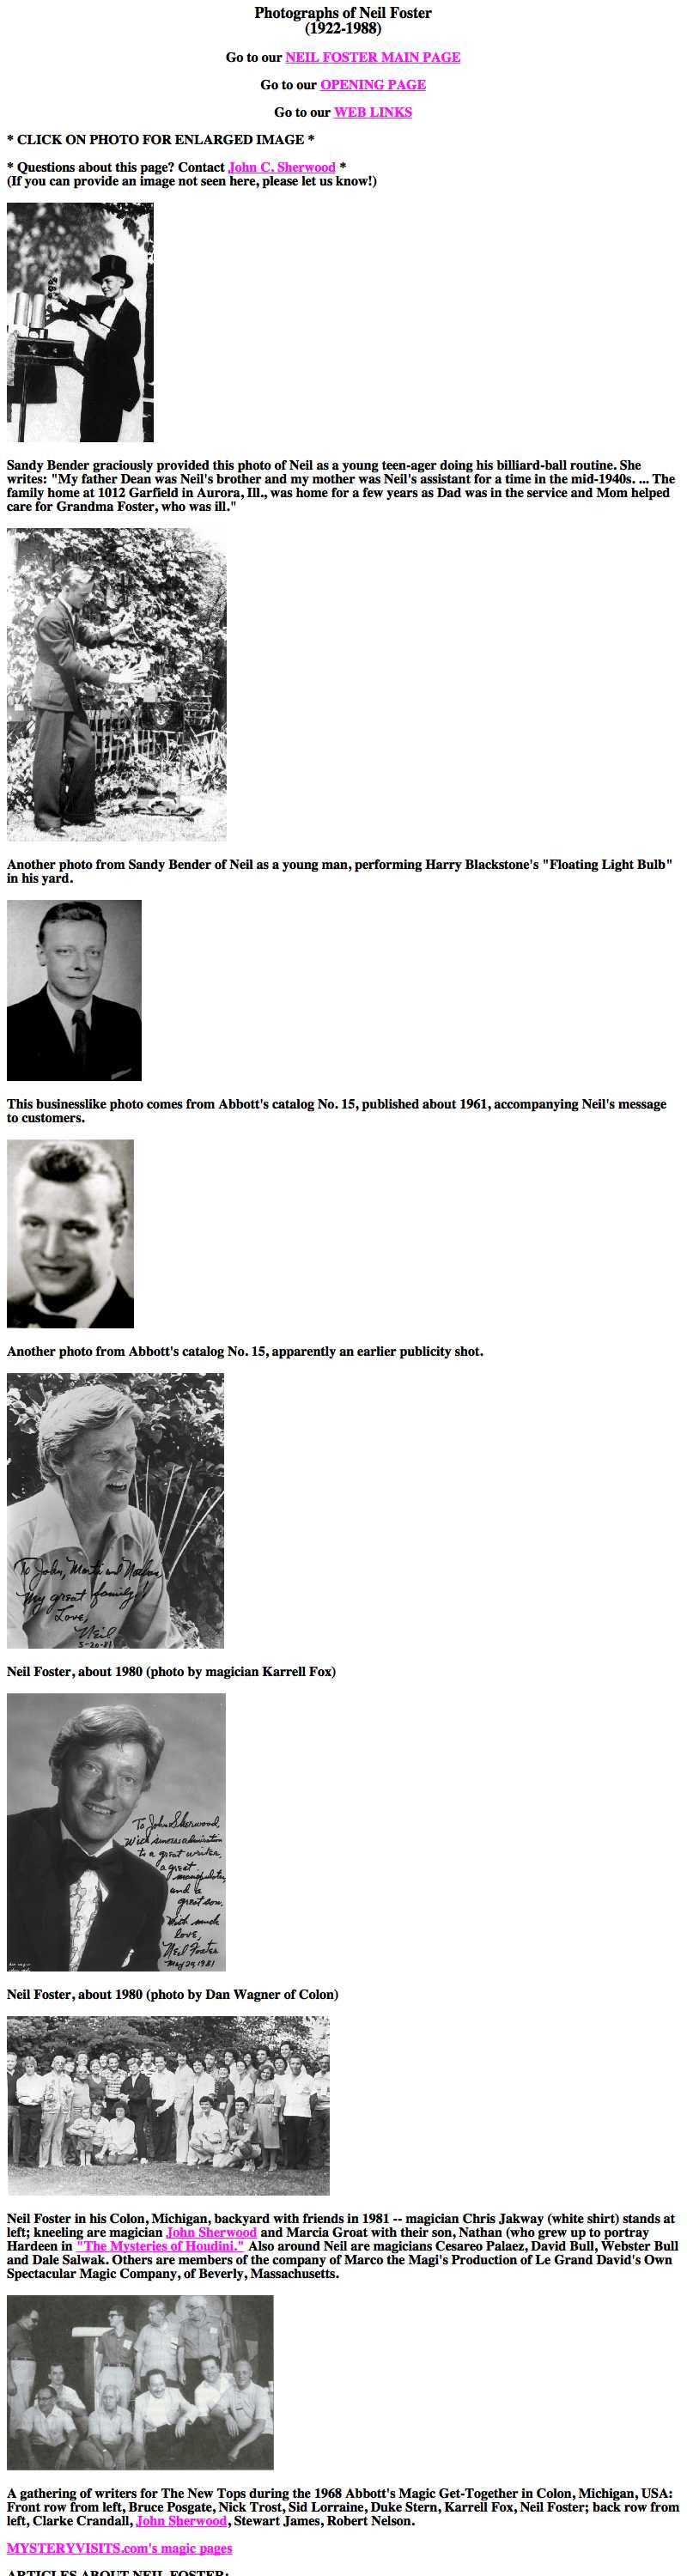 Photographs of Neil Foster
(1922-1988)
Go to our NEIL FOSTER MAIN PAGE
Go to our OPENING PAGE
Go to our WEB LINKS
* CLICK ON PHOTO FOR ENLARGED IMAGE *
* Questions about this page? Contact John C. Sherwood *
(If you can provide an image not seen here, please let us know!)
Sandy Bender graciously provided this photo of Neil as a young teen-ager doing his billiard-ball routine. She
writes: "My father Dean was Neil's brother and my mother was Neil's assistant for a time in the mid-1940s. ... The
family home at 1012 Garfield in Aurora, Ill., was home for a few years as Dad was in the service and Mom helped
care for Grandma Foster, who was ill."
Another photo from Sandy Bender of Neil as a young man, performing Harry Blackstone's "Floating Light Bulb"
in his yard.
This businesslike photo comes from Abbott's catalog No. 15, published about 1961, accompanying Neil's message
to customers.
Another photo from Abbott's catalog No. 15, apparently an earlier publicity shot.
To John, Marti and Nathan,
My great family!
Love,
Neil
5-20-81
Neil Foster, about 1980 (photo by magician Karrell Fox)
To John Sherwood,
With sincere admiration
to a great writer,
a great
manipulator,
and a
great son.
With much
love,
Neil Foster
May 24, 1981
Neil Foster, about 1980 (photo by Dan Wagner of Colon)
Neil Foster in his Colon, Michigan, backyard with friends in 1981 -- magician Chris Jakway (white shirt) stands at
left; kneeling are magician John Sherwood and Marcia Groat with their son, Nathan (who grew up to portray
Hardeen in "The Mysteries of Houdini." Also around Neil are magicians Cesareo Palaez, David Bull, Webster Bull
and Dale Salwak. Others are members of the company of Marco the Magi's Production of Le Grand David's Own
Spectacular Magic Company, of Beverly, Massachusetts.
A gathering of writers for The New Tops during the 1968 Abbott's Magic Get-Together in Colon, Michigan, USA:
Front row from left, Bruce Posgate, Nick Trost, Sid Lorraine, Duke Stern, Karrell Fox, Neil Foster; back row from
left, Clarke Crandall, John Sherwood, Stewart James, Robert Nelson.
MYSTERYVISITS.com's magic pages
ARTICLES ABOUT NEIL FOSTER: